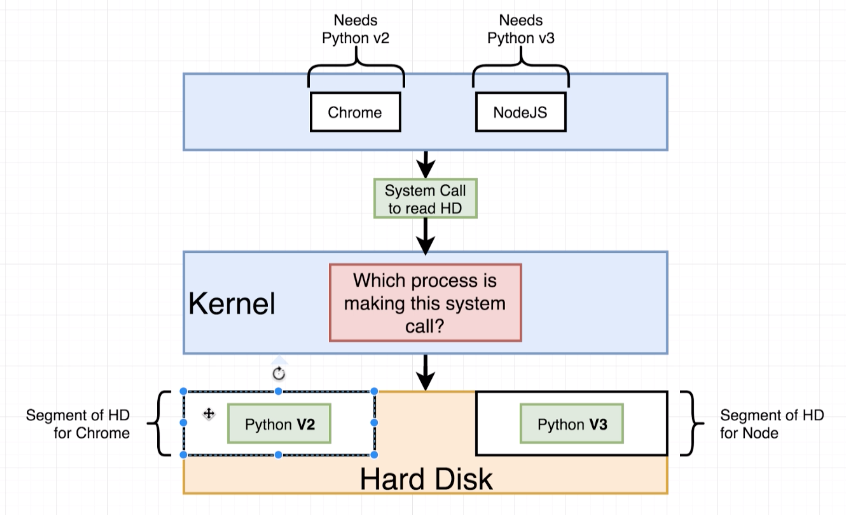 Needs
Python v2
Needs
Python v3
Chrome
NodeJS
System Call
to read HD
Kernel
Which process is
making this system
call?
Segment of HD
for Chrome
Python V2
Python V3
Segment of HD
for Node
Hard Disk